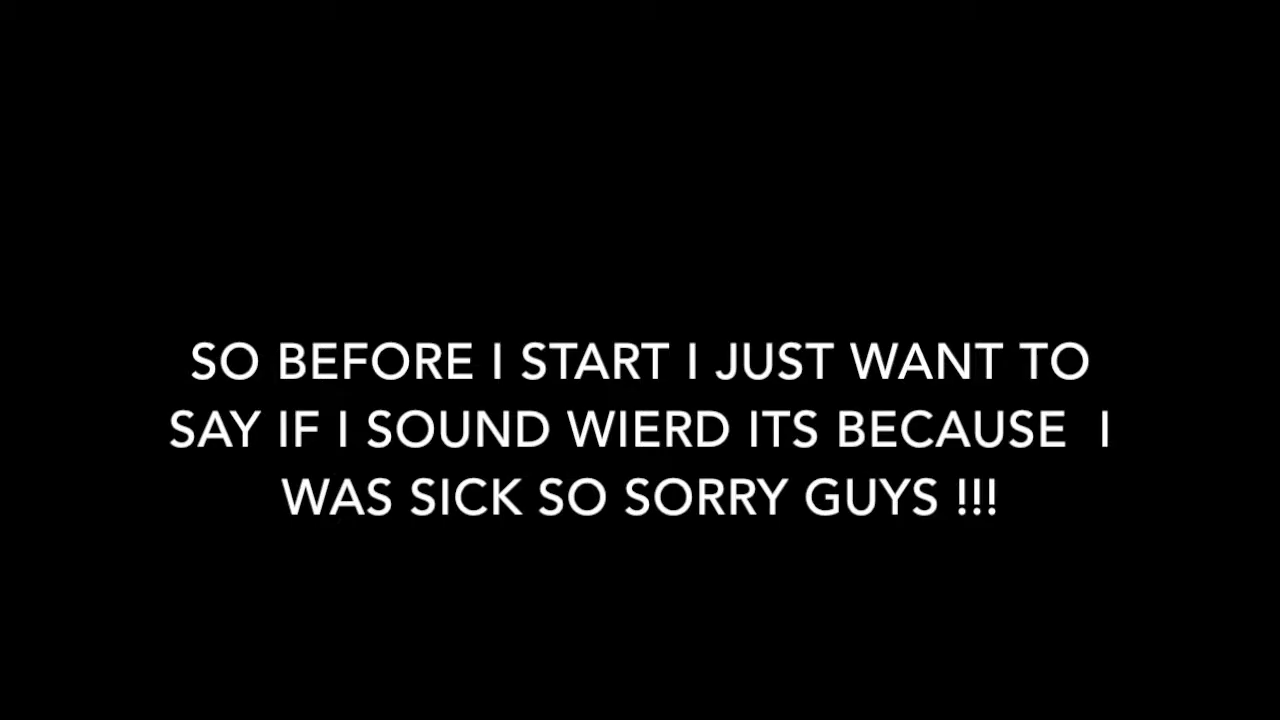 SO BEFORE I START I JUST WANT TO
SAY IF I SOUND WIERD ITS BECAUSE  I
WAS SICK SO SORRY GUYS !!!